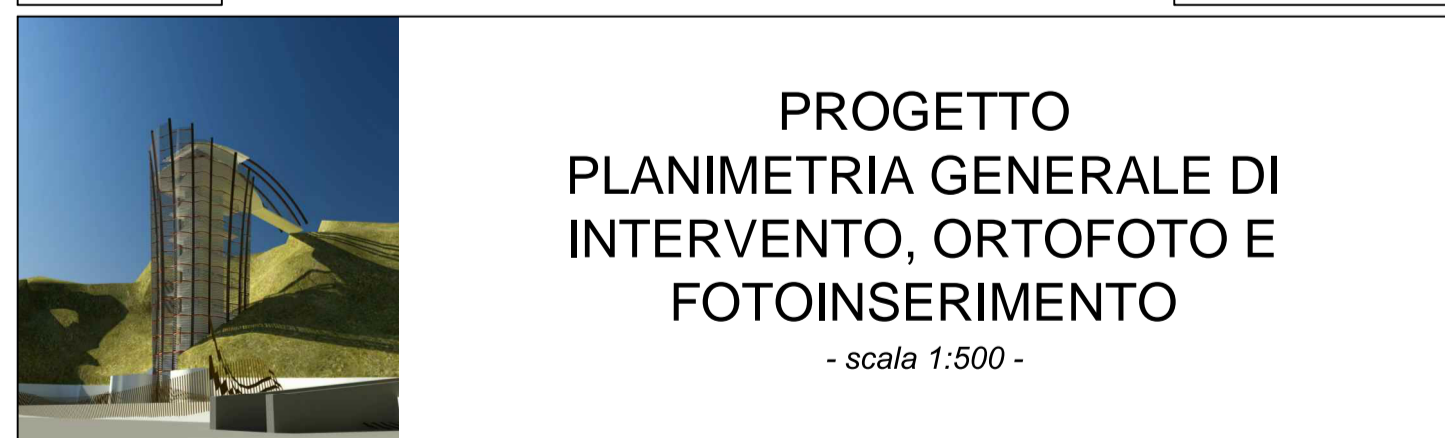 PROGETTO
PLANIMETRIA GENERALE DI
INTERVENTO, ORTOFOTO E
FOTOINSERIMENTO
- scala 1:500 -